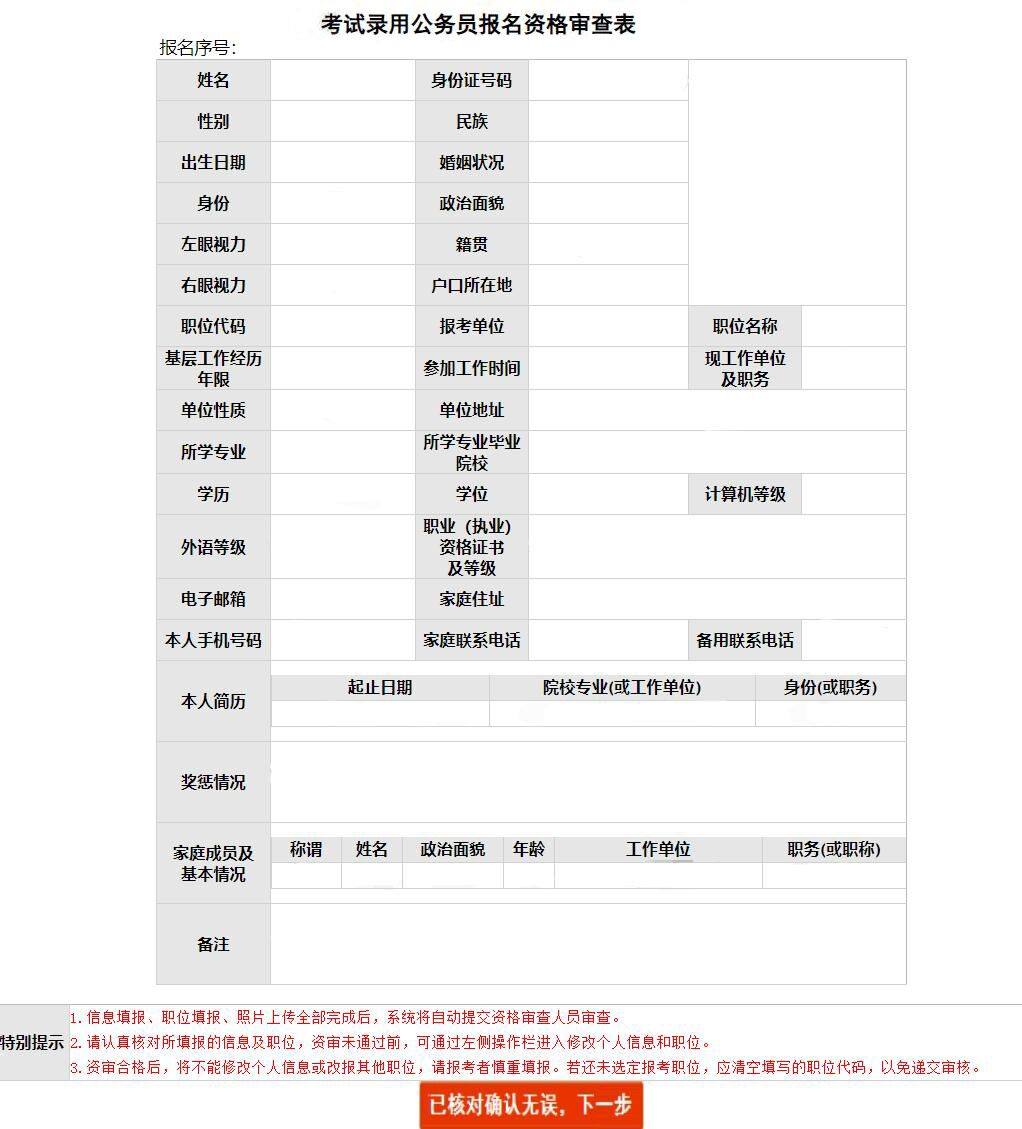 考试录用公务员报名资格审查表
报名序号:
姓名 身份证号码
性别 民族
出生日期 婚姻状况
身份 政治面貌
左眼视力 籍贯
右眼视力 户口所在地
职位代码 报考单位 职位名称
基层工作经历
年限
参加工作时间
现工作单位
及职务
单位性质 单位地址
所学专业
所学专业毕业
院校
学历 学位 计算机等级
外语等级
职业（执业）
资格证书
及等级
电子邮箱 家庭住址
本人手机号码 家庭联系电话 备用联系电话
本人简历
起止日期 院校专业(或工作单位) 身份(或职务)
奖惩情况
家庭成员及
基本情况
称谓 姓名 政治面貌 年龄 工作单位 职务(或职称)
备注
特别提示
1.信息填报、职位填报、照片上传全部完成后，系统将自动提交资格审查人员审查。
2.请认真核对所填报的信息及职位，资审未通过前，可通过左侧操作栏进入修改个人信息和职位。
3.资审合格后，将不能修改个人信息或改报其他职位，请报考者慎重填报。若还未选定报考职位，应清空填写的职位代码，以免递交审核。
已核对确认无误，下一步